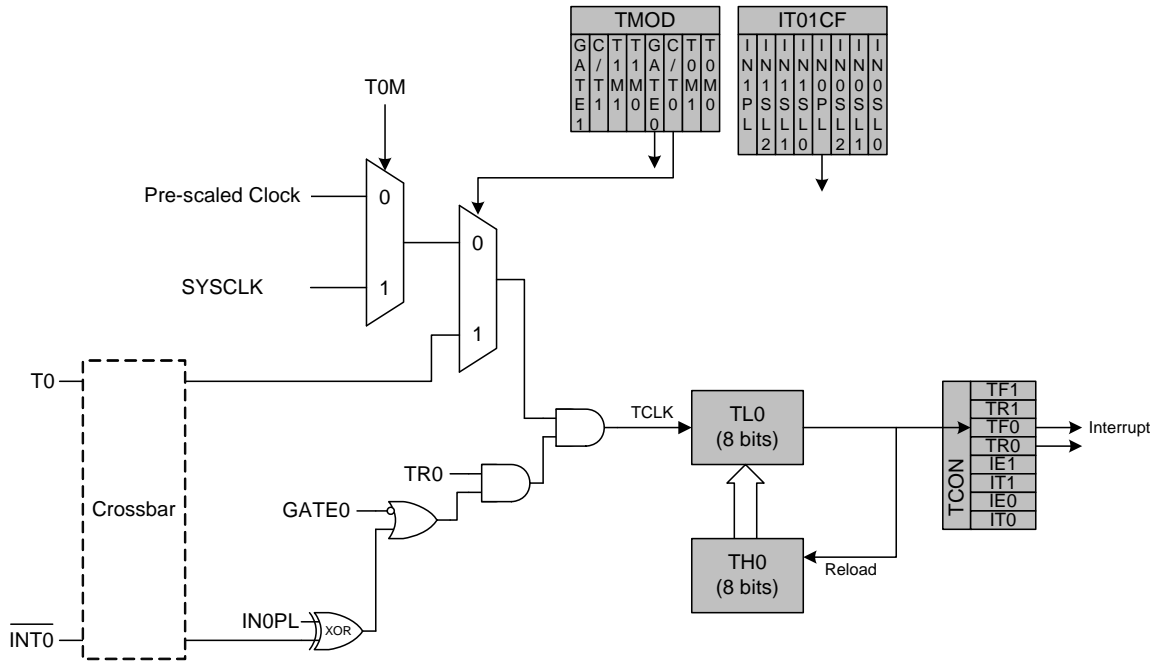 TMOD
GATE1
C/T1
T1M1
T1M0
GATE0
C/T0
T0M1
T0M0
IT01CF
IN1PL
IN1SL2
IN1SL1
IN1SL0
IN0PL
IN0SL2
IN0SL1
IN0SL0
T0M
Pre-scaled Clock
0
SYSCLK
1
0
1
T0
Crossbar
INT0
TR0
GATE0
IN0PL
XOR
TCLK
TL0
(8 bits)
TH0
(8 bits)
Reload
TCON
TF1
TR1
TF0
TR0
IE1
IT1
IE0
IT0
Interrupt